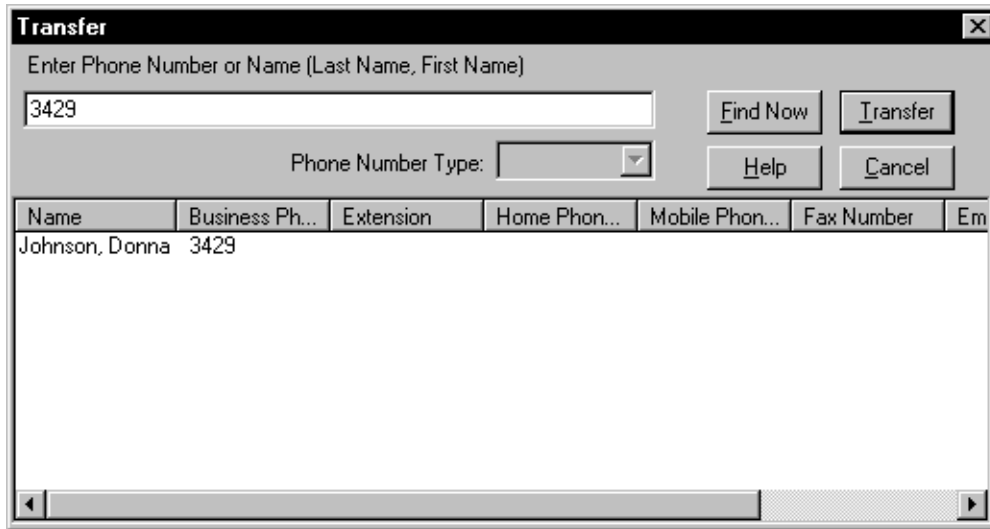 Transfer
Enter Phone Number or Name (Last Name, First Name)
3429
Find Now
Transfer
Phone Number Type:
Help
Cancel
Name Business Ph... Extension Home Phon... Mobile Phon... Fax Number Em
Johnson, Donna 3429